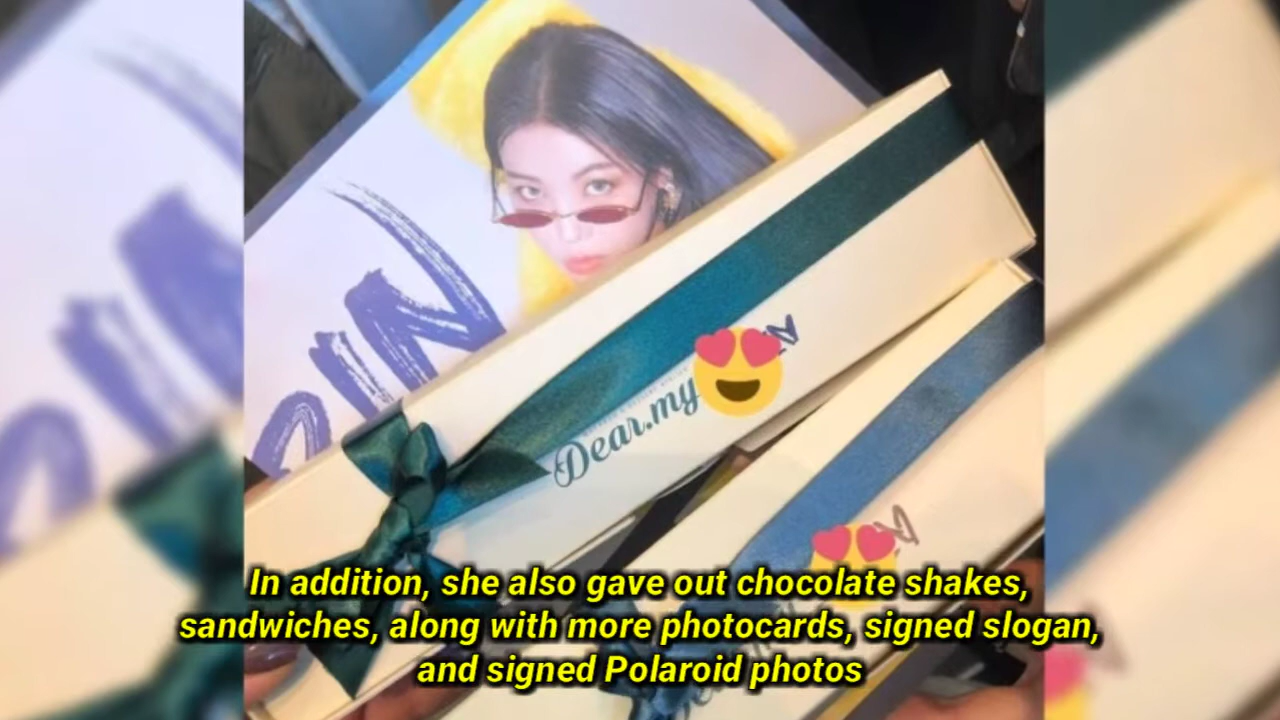 Dear.my
In addition, she also gave out chocolate shakes,
sandwiches, along with more photocards, signed slogan,
and signed Polaroid photos